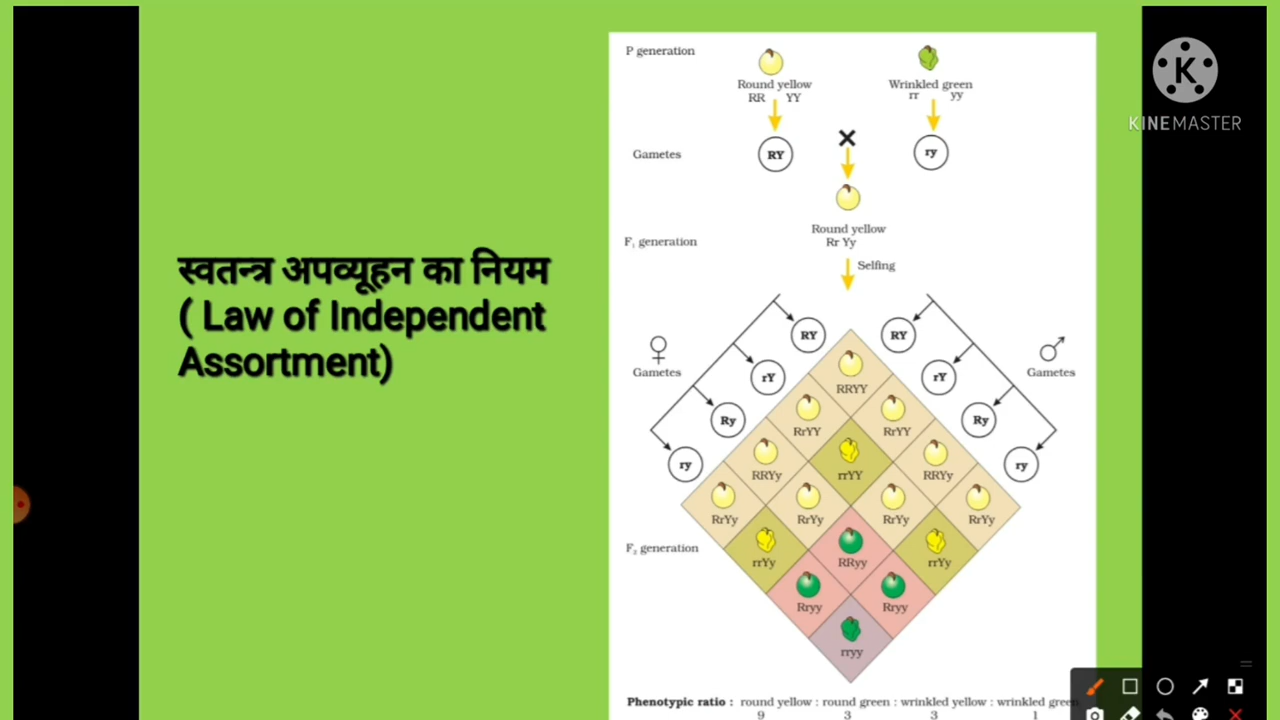 स्वतन्त्र अपव्यूहन का नियम
( Law of Independent
Assortment)
P generation
Round yellow
RR YY
Wrinkled green
rr yy
Gametes
RY
ry
Round yellow
Rr Yy
F₁ generation
Selfing
♀
Gametes
RY
rY
Ry
ry
♂
Gametes
RY
rY
Ry
ry
RRYY
RrYY RrYY
RRYy rrYY RRYy
RrYy RrYy RrYy RrYy
F₂ generation
rrYy RRyy rrYy
Rryy Rryy
rryy
Phenotypic ratio : round yellow : round green : wrinkled yellow : wrinkled green
9 3 3 1
K
KINEMASTER